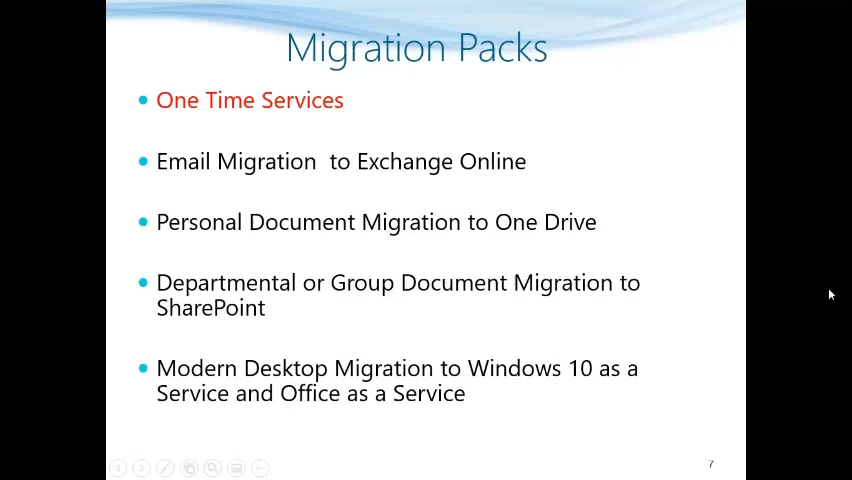 Migration Packs
One Time Services
Email Migration  to Exchange Online
Personal Document Migration to One Drive
Departmental or Group Document Migration to
SharePoint
Modern Desktop Migration to Windows 10 as a
Service and Office as a Service
7